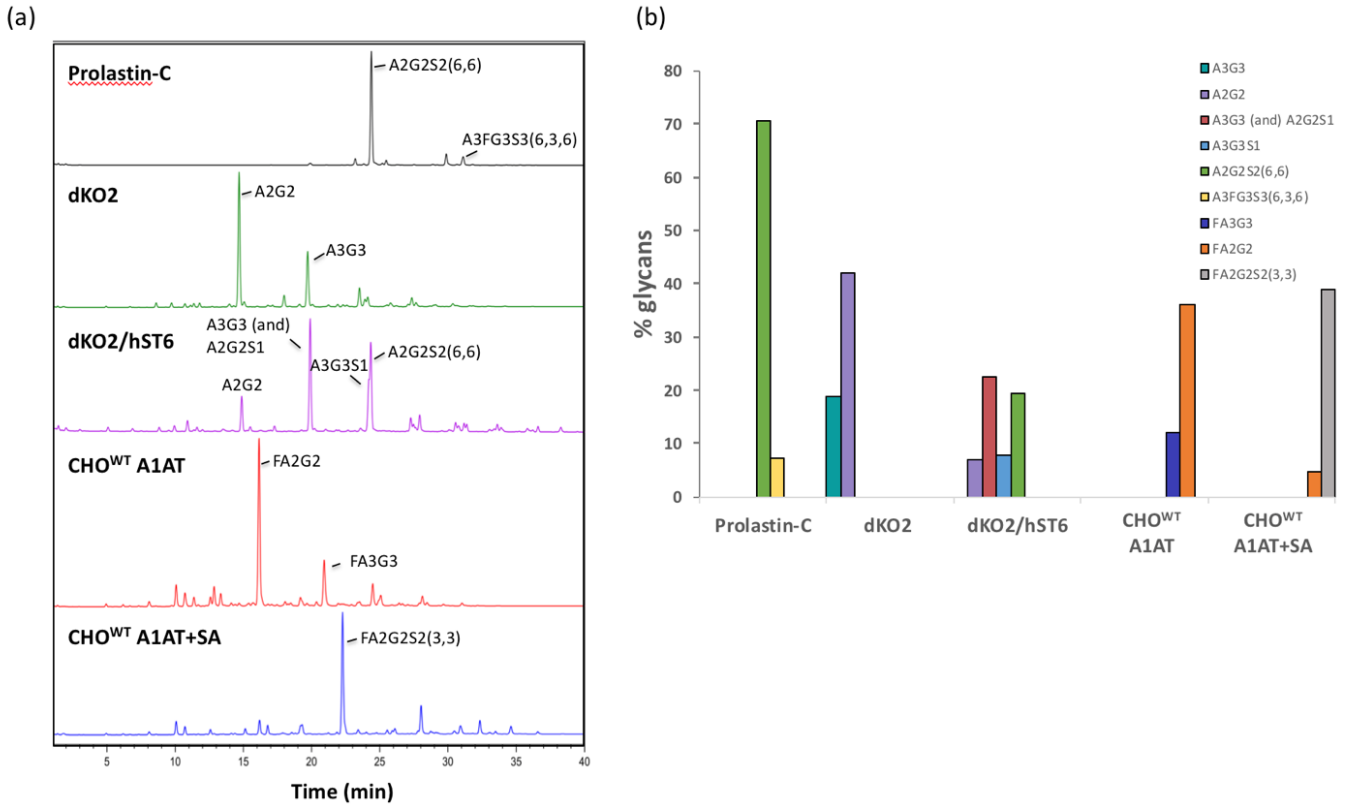 (a)
Prolastin-C
A2G2S2(6,6)
A3FG3S3(6,3,6)
dKO2
A2G2
A3G3
dKO2/hST6
A3G3 (and)
A2G2S1
A3G3S1
A2G2S2(6,6)
A2G2
CHOWT A1AT
FA2G2
FA3G3
CHOWT A1AT+SA
FA2G2S2(3,3)
5 10 15 20 25 30 35 40
Time (min)
(b)
80
70
60
50
40
30
20
10
0
% glycans
A3G3
A2G2
A3G3 (and) A2G2S1
A3G3S1
A2G2S2(6,6)
A3FG3S3(6,3,6)
FA3G3
FA2G2
FA2G2S2(3,3)
Prolastin-C dKO2 dKO2/hST6 CHOWT CHOWT
A1AT A1AT+SA